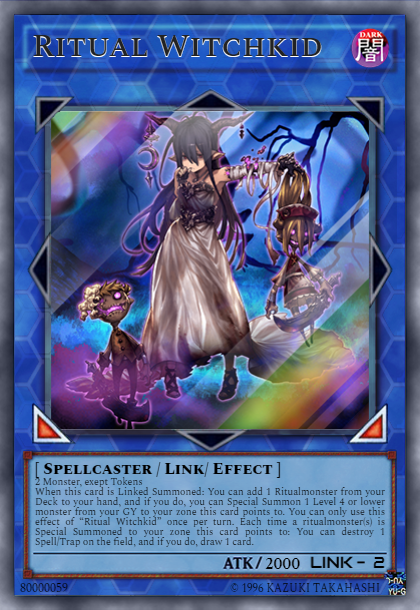 Ritual Witchkid
DARK
闇
[ Spellcaster / Link/ Effect ]
2 Monster, exept Tokens
When this card is Linked Summoned: You can add 1 Ritualmonster from your
Deck to your hand, and if you do, you can Special Summon 1 Level 4 or lower
monster from your GY to your zone this card points to. You can only use this
effect of "Ritual Witchkid" once per turn. Each time a ritualmonster(s) is
Special Summoned to your zone this card points to: You can destroy 1
Spell/Trap on the field, and if you do, draw 1 card.
ATK/2000 LINK - 2
80000059 © 1996 KAZUKI TAKAHASHI